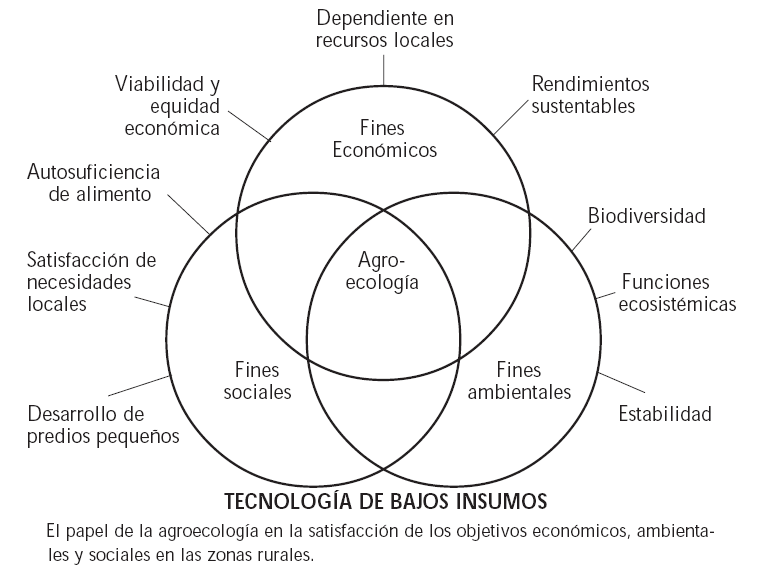 Dependiente en
recursos locales
Viabilidad y
equidad
económica
Rendimientos
sustentables
Fines
Económicos
Autosuficiencia
de alimento
Biodiversidad
Satisfacción de
necesidades
locales
Agro-
ecología
Funciones
ecosistémicas
Fines
sociales
Fines
ambientales
Desarrollo de
predios pequeños
Estabilidad
TECNOLOGÍA DE BAJOS INSUMOS
El papel de la agroecología en la satisfacción de los objetivos económicos, ambienta-
les y sociales en las zonas rurales.